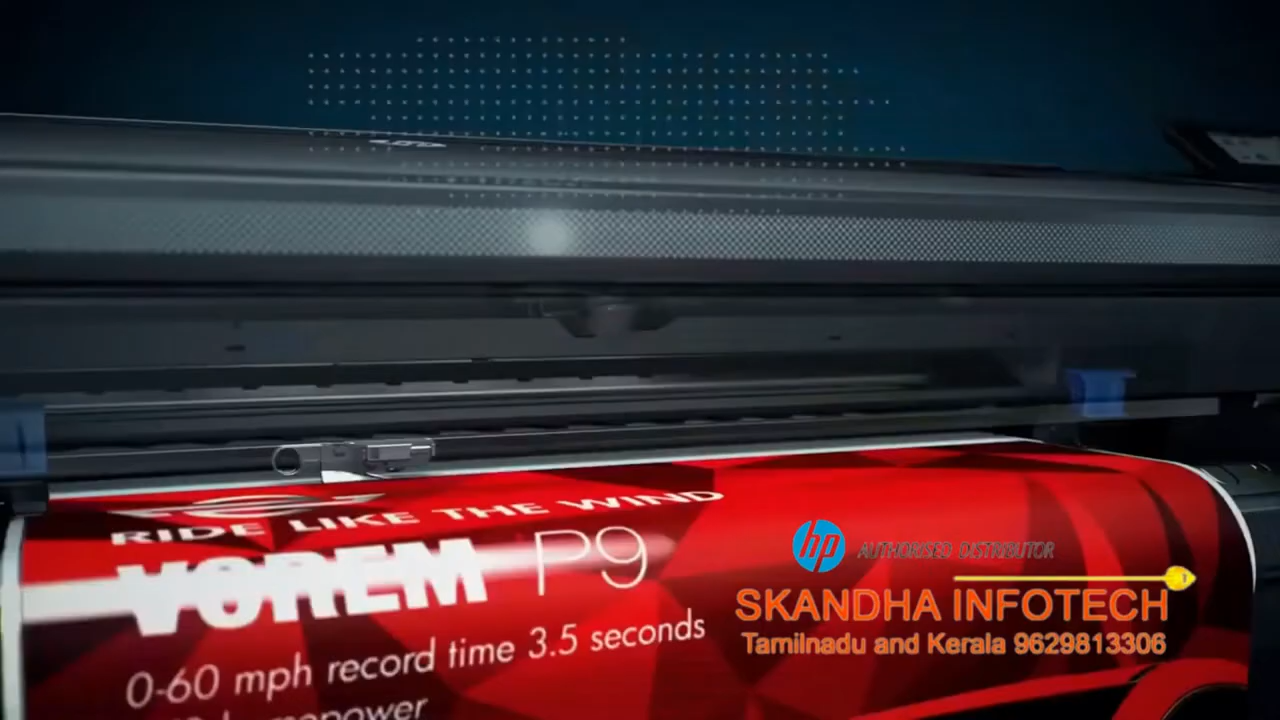 RIDE LIKE THE WIND
VOREM P9
0-60 mph record time 3.5 seconds
hp AUTHORISED DISTRIBUTOR
SKANDHA INFOTECH
Tamilnadu and Kerala 9629813306